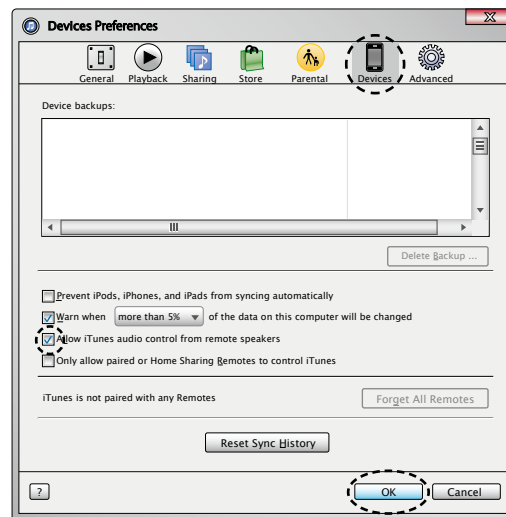 Devices Preferences
General Playback Sharing Store Parental Devices Advanced
Device backups:
Delete Backup ...
Prevent iPods, iPhones, and iPads from syncing automatically
Warn when more than 5% of the data on this computer will be changed
Allow iTunes audio control from remote speakers
Only allow paired or Home Sharing Remotes to control iTunes
iTunes is not paired with any Remotes Forget All Remotes
Reset Sync History
? OK Cancel